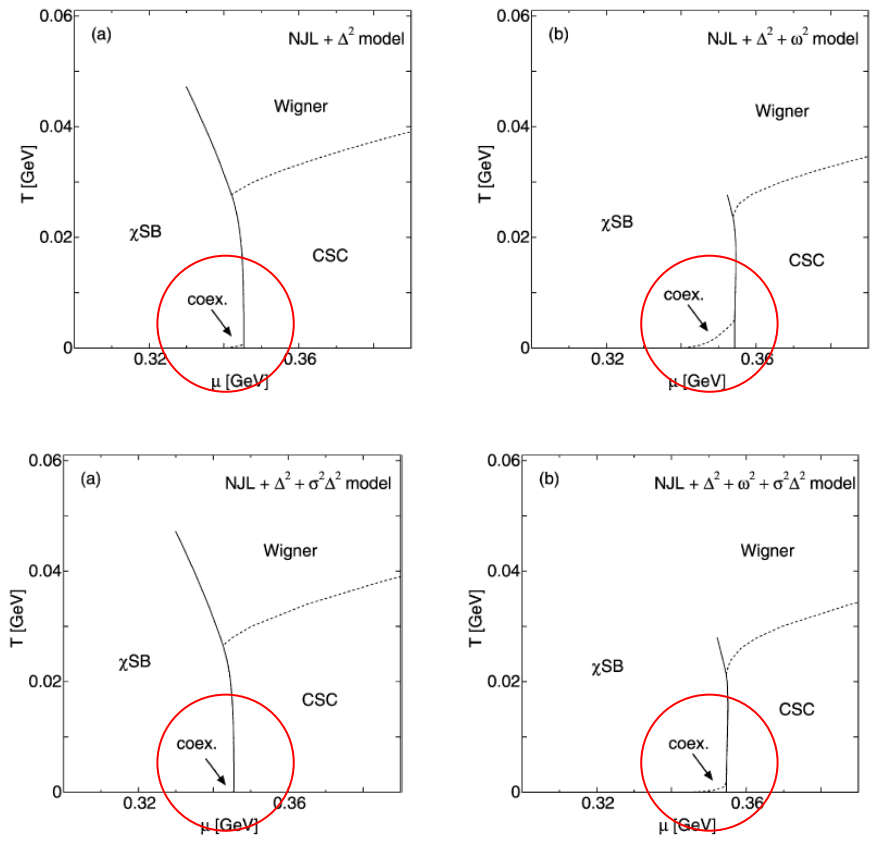 (a)
NJL + Δ² model
0.06
Wigner
0.04
T [GeV]
χSB
0.02
CSC
coex.
0
0.32
0.36
μ [GeV]
(b)
NJL + Δ² + ω² model
0.06
Wigner
0.04
T [GeV]
χSB
0.02
CSC
coex.
0
0.32
0.36
μ [GeV]
(a)
NJL + Δ² + σ²Δ² model
0.06
Wigner
0.04
T [GeV]
χSB
0.02
CSC
coex.
0
0.32
0.36
μ [GeV]
(b)
NJL + Δ² + ω² + σ²Δ² model
0.06
Wigner
0.04
T [GeV]
χSB
0.02
CSC
coex.
0
0.32
0.36
μ [GeV]